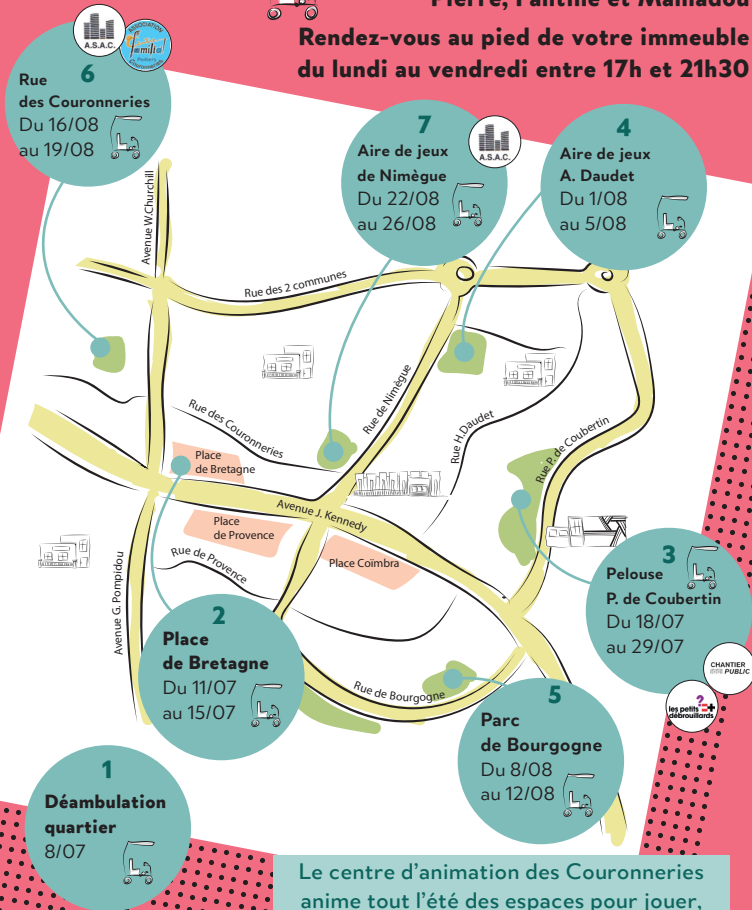 Pierre, Fantine et Mamadou
Rendez-vous au pied de votre immeuble
du lundi au vendredi entre 17h et 21h30
A.S.A.C.
ASSOCIATION
6
Rue
des Couronneries
Du 16/08
au 19/08
7
Aire de jeux
de Nimègue
Du 22/08
au 26/08
A.S.A.C.
4
Aire de jeux
A. Daudet
Du 1/08
au 5/08
Avenue W.Churchill
Rue des 2 communes
Rue de Nimègue
Rue des Couronneries
Rue H.Daudet
Rue P. de Coubertin
Place
de Bretagne
Avenue J. Kennedy
Place
de Provence
Rue de Provence
Place Coïmbra
Avenue G. Pompidou
Rue de Bourgogne
3
Pelouse
P. de Coubertin
Du 18/07
au 29/07
CHANTIER
PUBLIC
les petits
débrouillards
2
Place
de Bretagne
Du 11/07
au 15/07
5
Parc
de Bourgogne
Du 8/08
au 12/08
1
Déambulation
quartier
8/07
Le centre d'animation des Couronneries
anime tout l'été des espaces pour jouer,